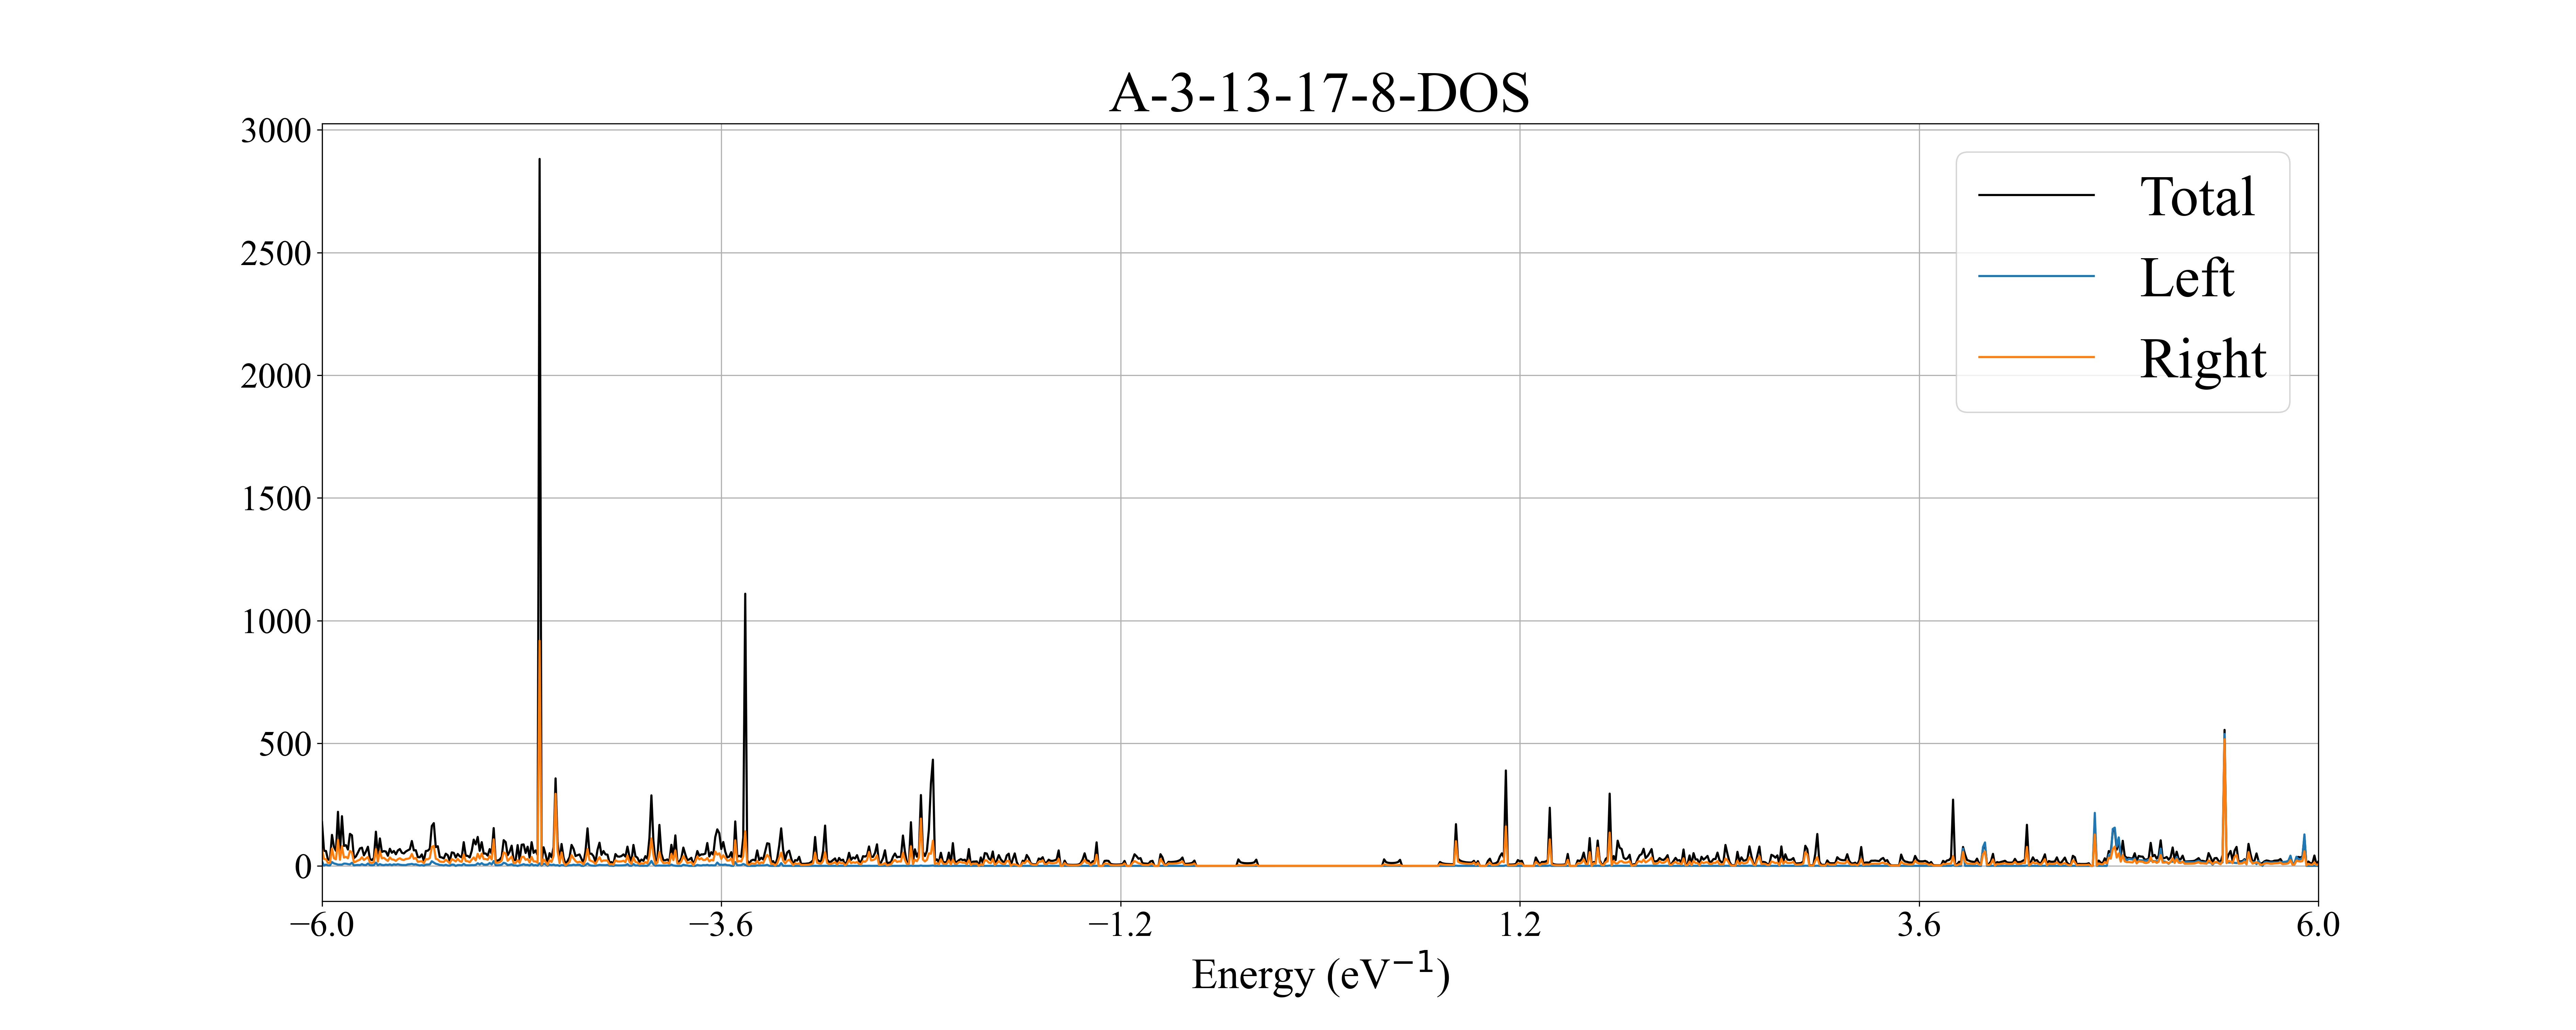 A-3-13-17-8-DOS
3000
2500
2000
1500
1000
500
0
Total
Left
Right
−6.0 −3.6 −1.2 1.2 3.6 6.0
Energy (eV⁻¹)